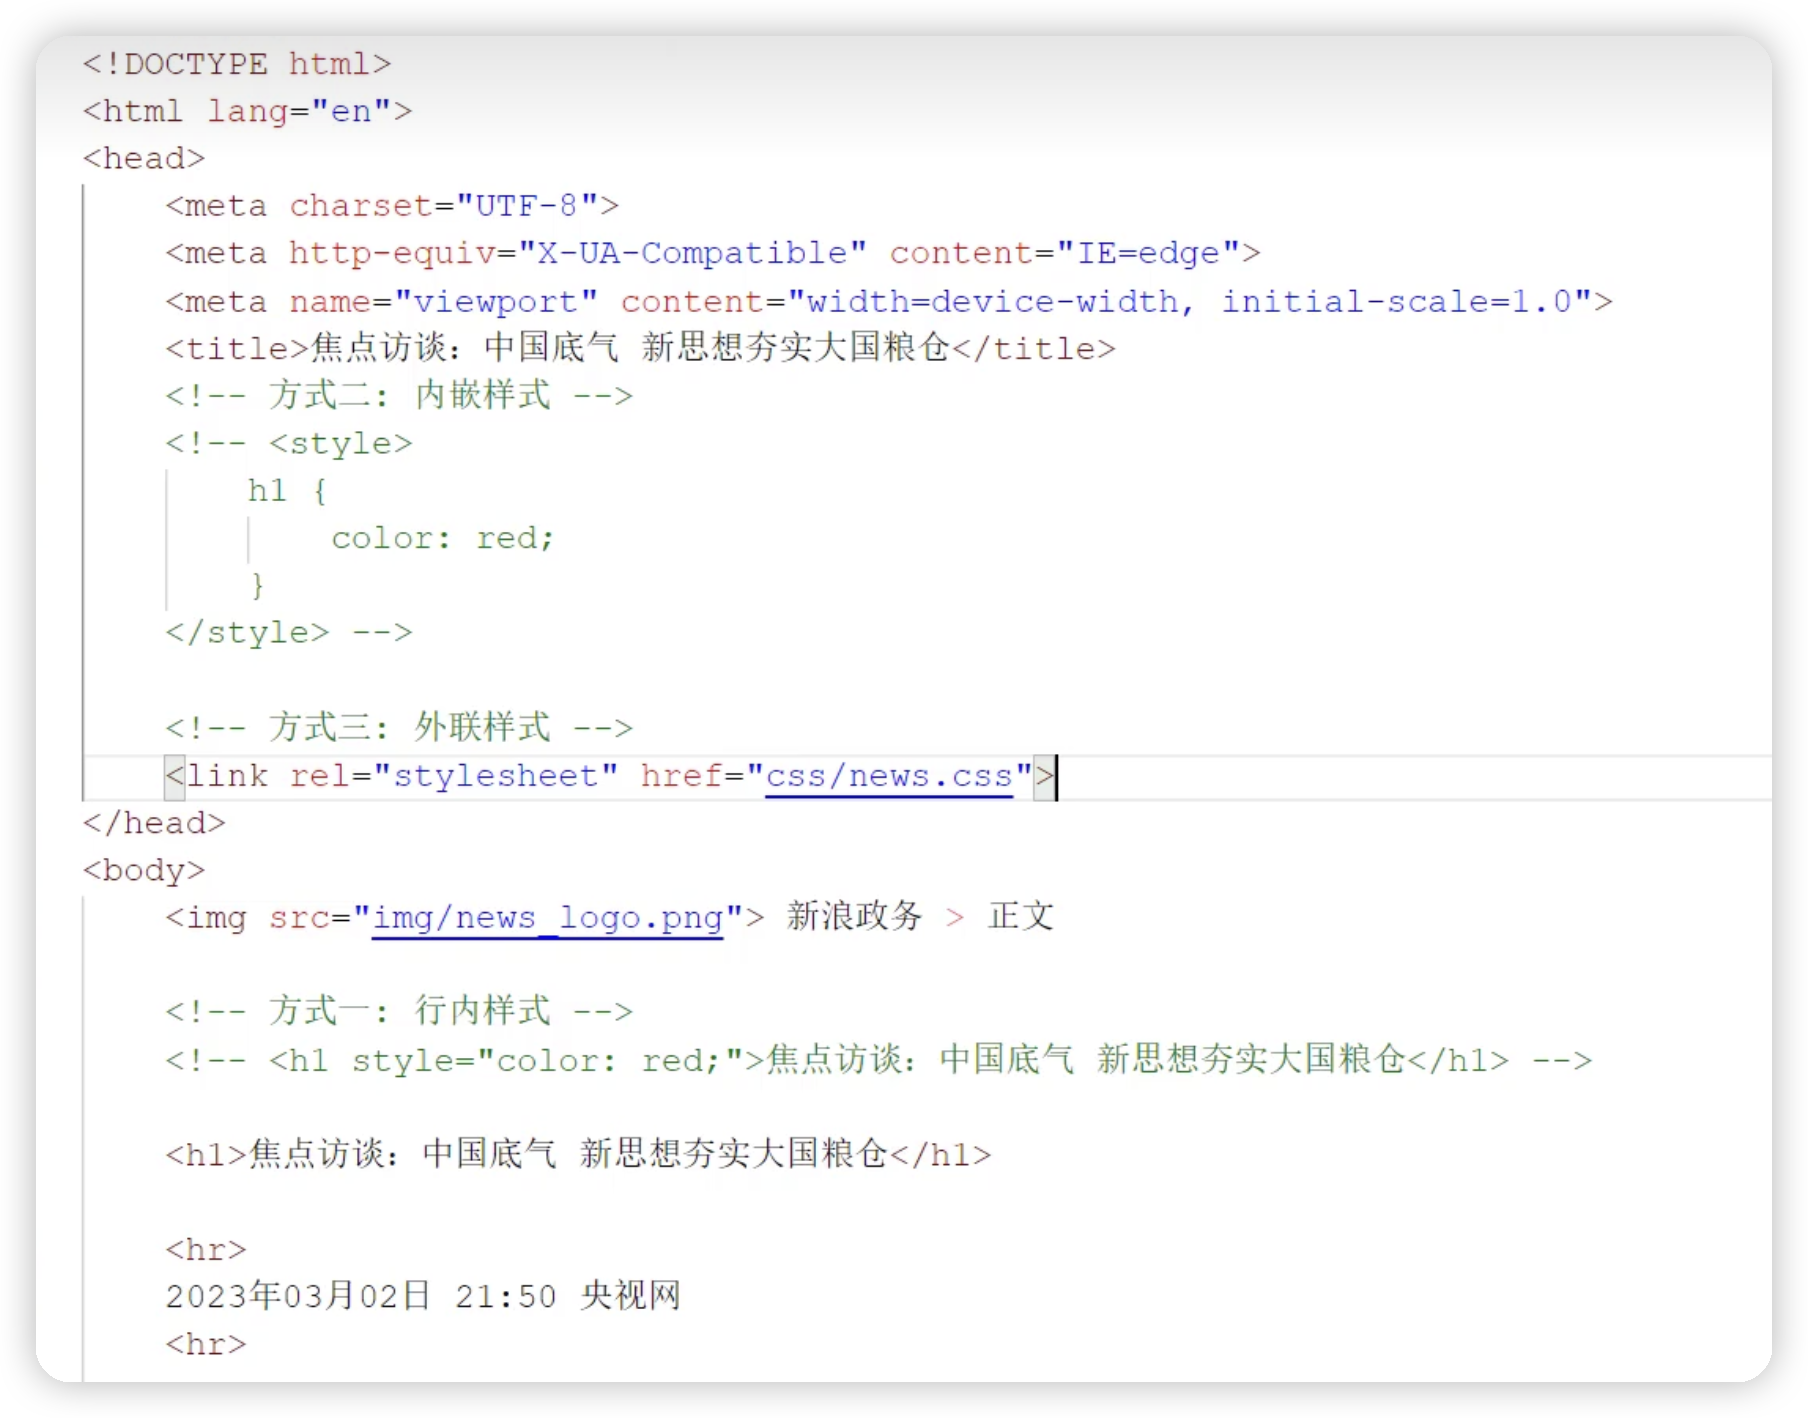 <!DOCTYPE html>
<html lang="en">
<head>
    <meta charset="UTF-8">
    <meta http-equiv="X-UA-Compatible" content="IE=edge">
    <meta name="viewport" content="width=device-width, initial-scale=1.0">
    <title>焦点访谈：中国底气 新思想夯实大国粮仓</title>
    <!-- 方式二: 内嵌样式 -->
    <!-- <style>
        h1 {
            color: red;
        }
    </style> -->

    <!-- 方式三: 外联样式 -->
    <link rel="stylesheet" href="css/news.css">
</head>
<body>
    <img src="img/news_logo.png"> 新浪政务 > 正文

    <!-- 方式一: 行内样式 -->
    <!-- <h1 style="color: red;">焦点访谈：中国底气 新思想夯实大国粮仓</h1> -->

    <h1>焦点访谈：中国底气 新思想夯实大国粮仓</h1>

    <hr>
    2023年03月02日 21:50 央视网
    <hr>